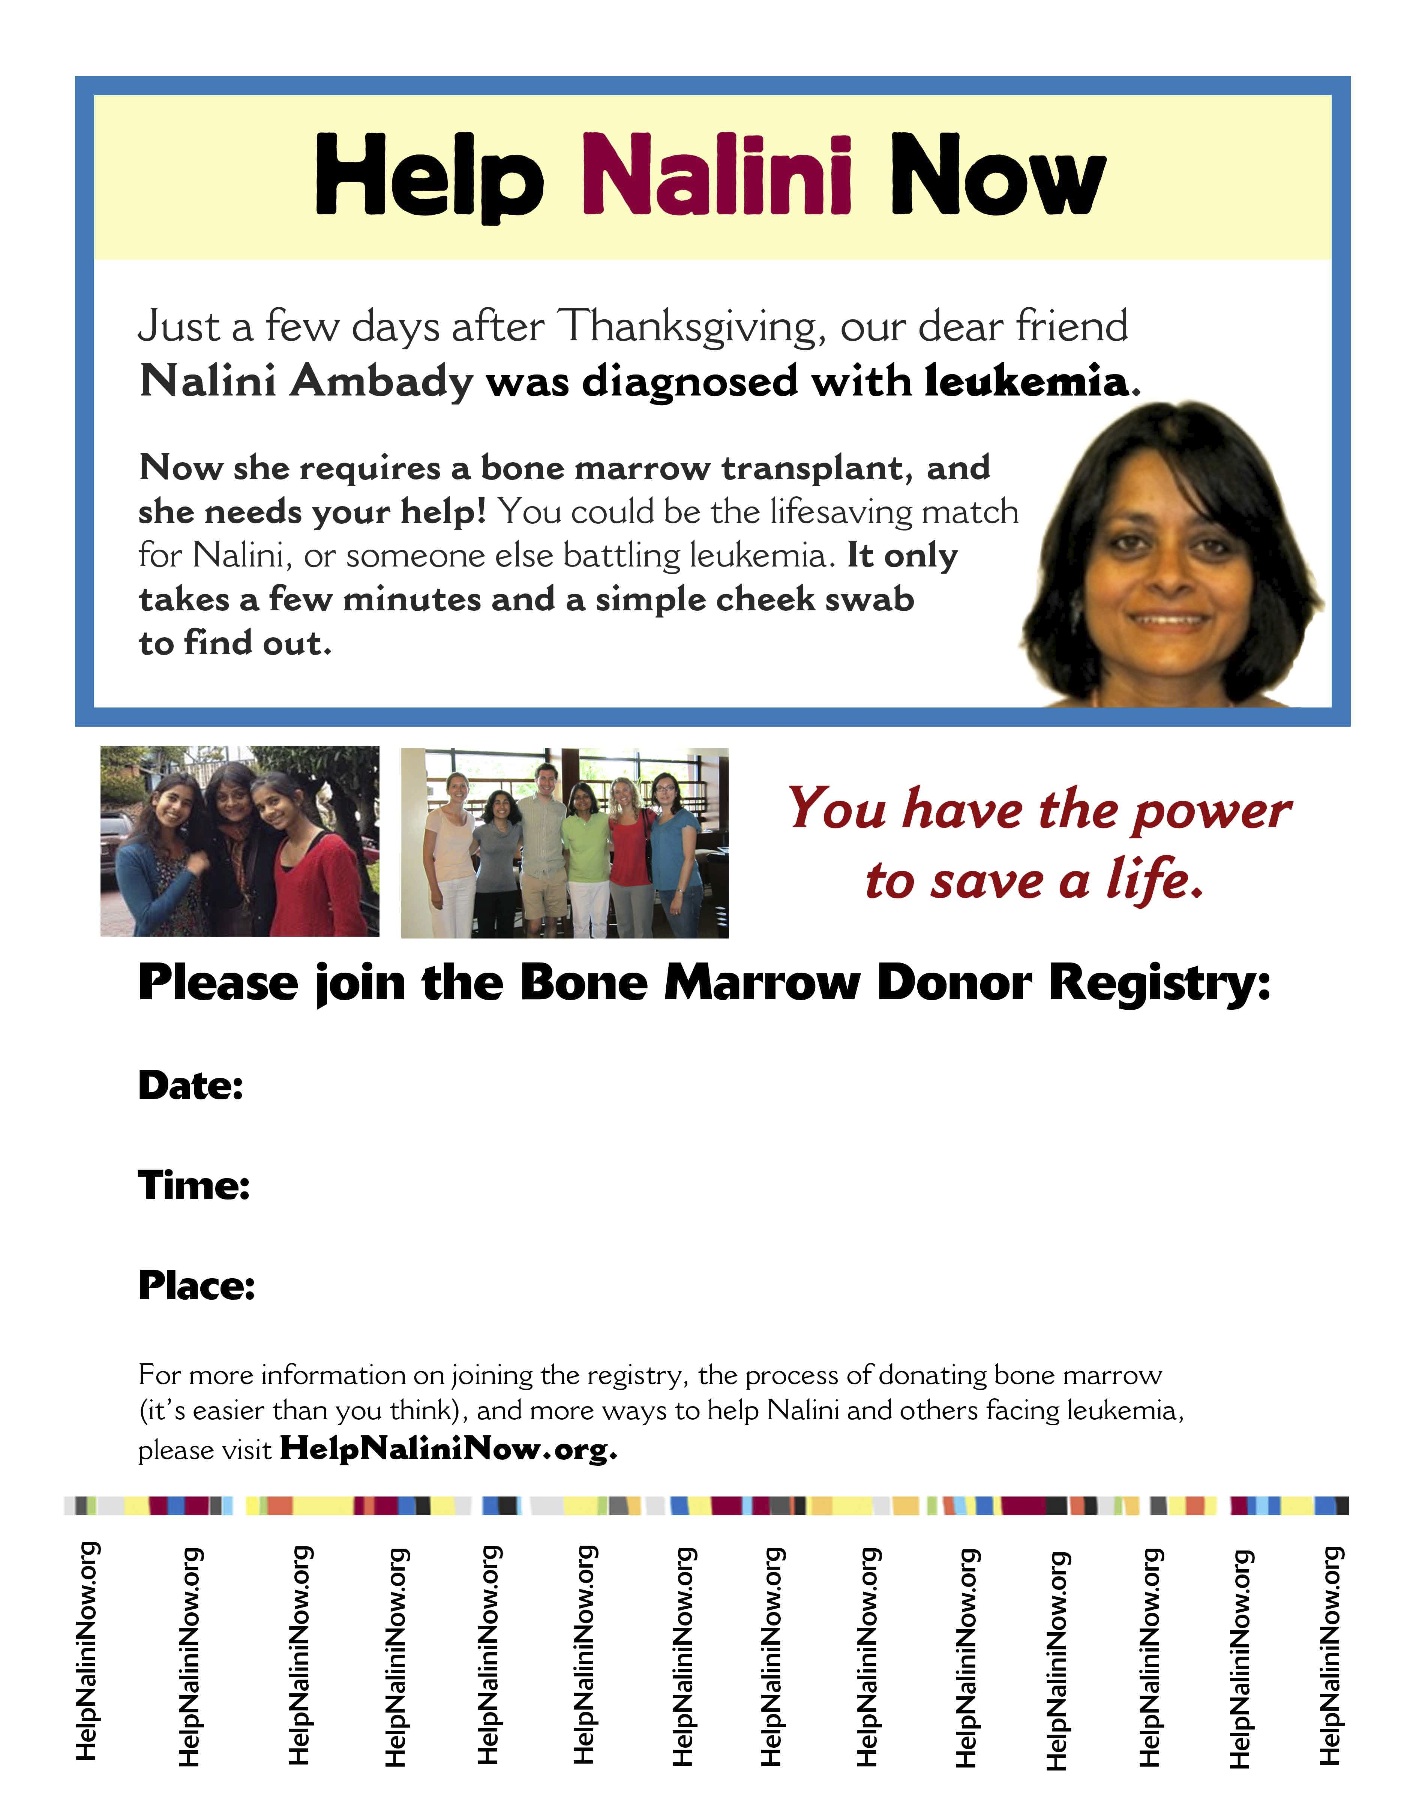 Help Nalini Now
Just a few days after Thanksgiving, our dear friend
Nalini Ambady was diagnosed with leukemia.
Now she requires a bone marrow transplant, and
she needs your help! You could be the lifesaving match
for Nalini, or someone else battling leukemia. It only
takes a few minutes and a simple cheek swab
to find out.
You have the power
to save a life.
Please join the Bone Marrow Donor Registry:
Date:
Time:
Place:
For more information on joining the registry, the process of donating bone marrow
(it's easier than you think), and more ways to help Nalini and others facing leukemia,
please visit HelpNaliniNow.org.
HelpNaliniNow.org
HelpNaliniNow.org
HelpNaliniNow.org
HelpNaliniNow.org
HelpNaliniNow.org
HelpNaliniNow.org
HelpNaliniNow.org
HelpNaliniNow.org
HelpNaliniNow.org
HelpNaliniNow.org
HelpNaliniNow.org
HelpNaliniNow.org
HelpNaliniNow.org
HelpNaliniNow.org